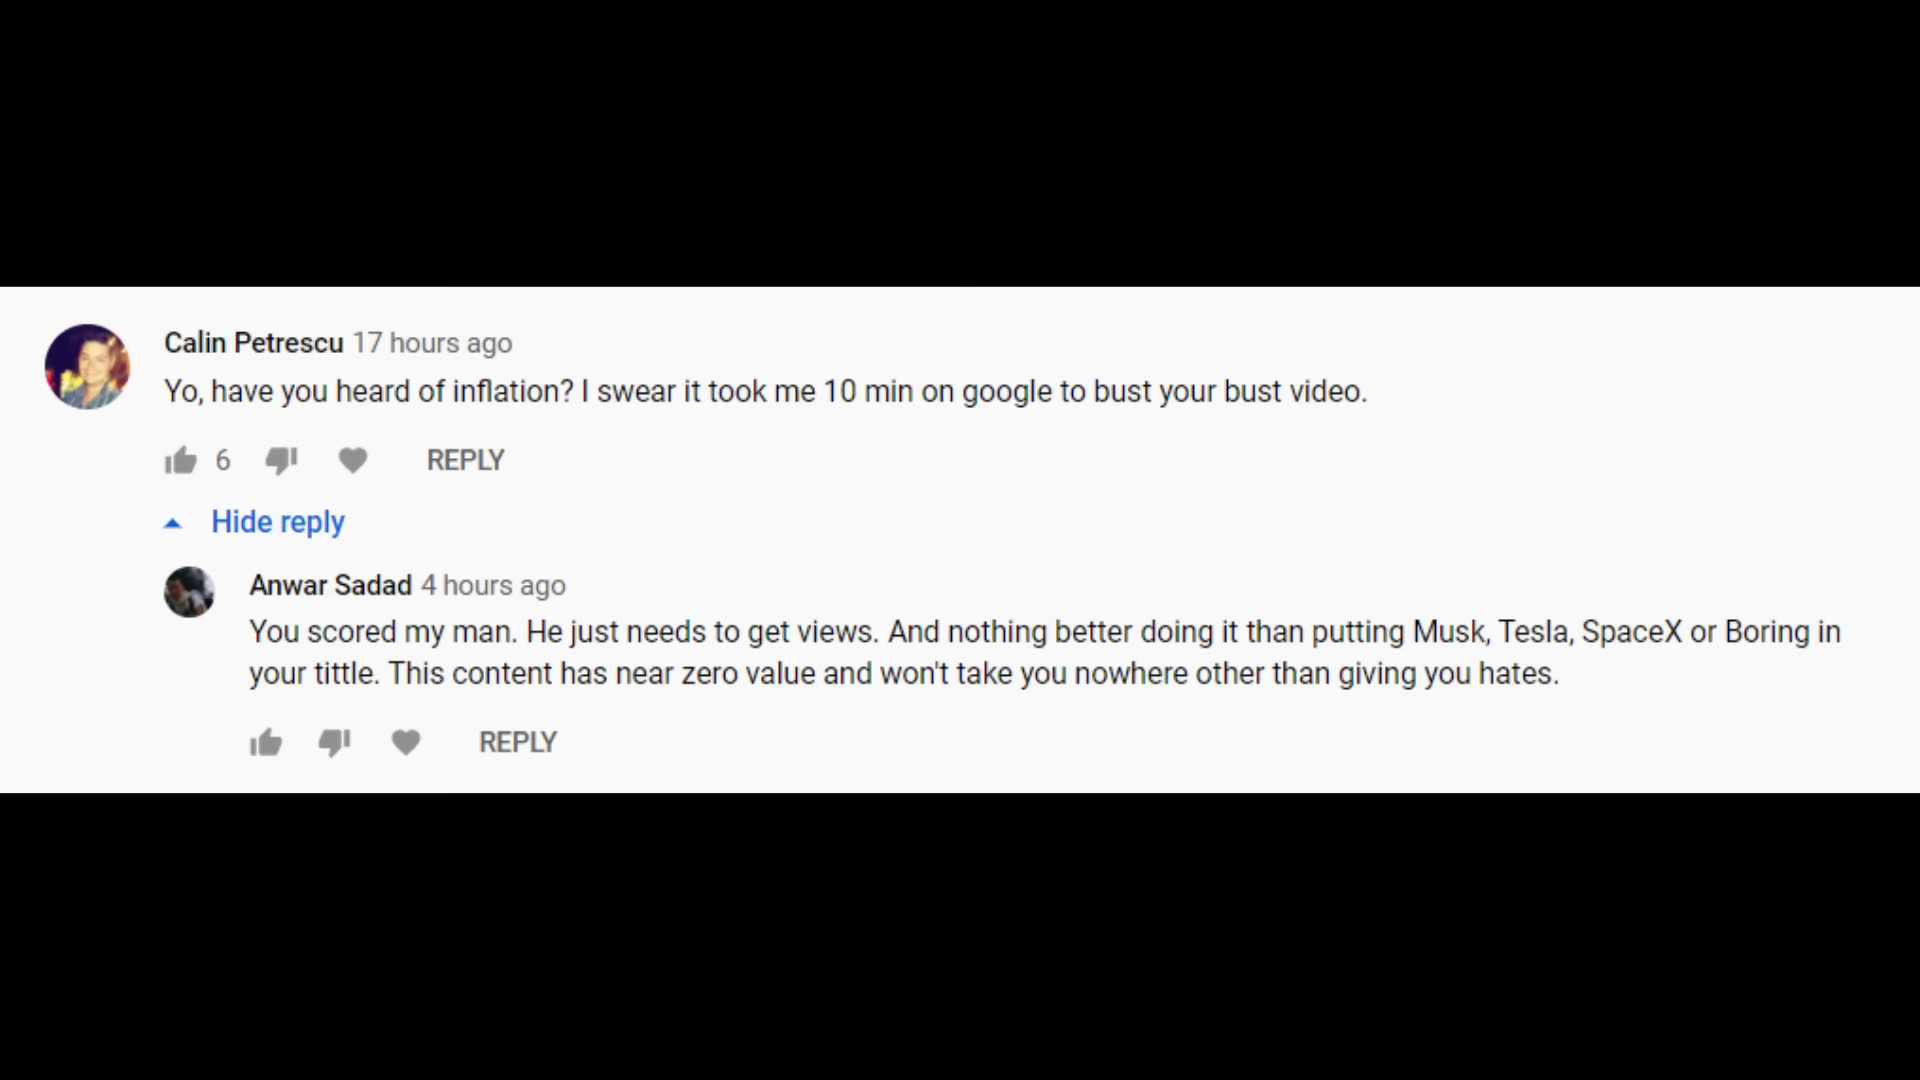 Calin Petrescu 17 hours ago
Yo, have you heard of inflation? I swear it took me 10 min on google to bust your bust video.
6 REPLY
Hide reply
Anwar Sadad 4 hours ago
You scored my man. He just needs to get views. And nothing better doing it than putting Musk, Tesla, SpaceX or Boring in
your tittle. This content has near zero value and won't take you nowhere other than giving you hates.
REPLY